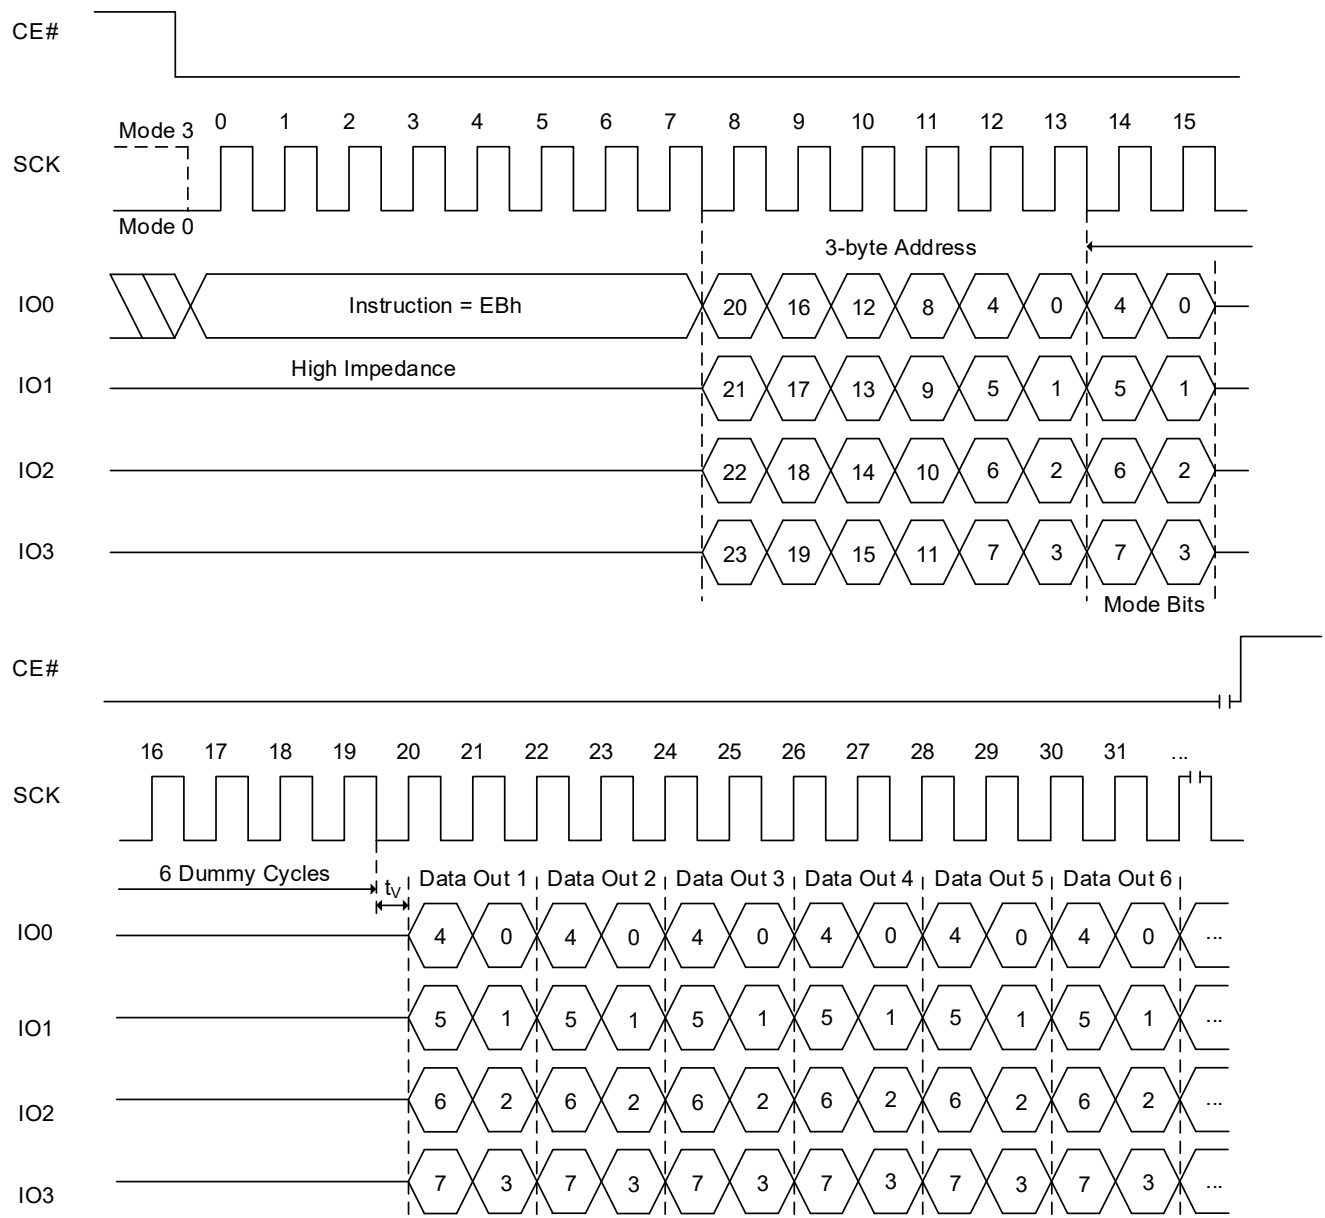 CE#
Mode 3 0 1 2 3 4 5 6 7 8 9 10 11 12 13 14 15
SCK
Mode 0
3-byte Address
IO0 Instruction = EBh 20 16 12 8 4 0 4 0
High Impedance
IO1 21 17 13 9 5 1 5 1
IO2 22 18 14 10 6 2 6 2
IO3 23 19 15 11 7 3 7 3
Mode Bits
CE#
16 17 18 19 20 21 22 23 24 25 26 27 28 29 30 31 ...
SCK
6 Dummy Cycles tV Data Out 1 Data Out 2 Data Out 3 Data Out 4 Data Out 5 Data Out 6
IO0 4 0 4 0 4 0 4 0 4 0 4 0 ...
IO1 5 1 5 1 5 1 5 1 5 1 5 1 ...
IO2 6 2 6 2 6 2 6 2 6 2 6 2 ...
IO3 7 3 7 3 7 3 7 3 7 3 7 3 ...